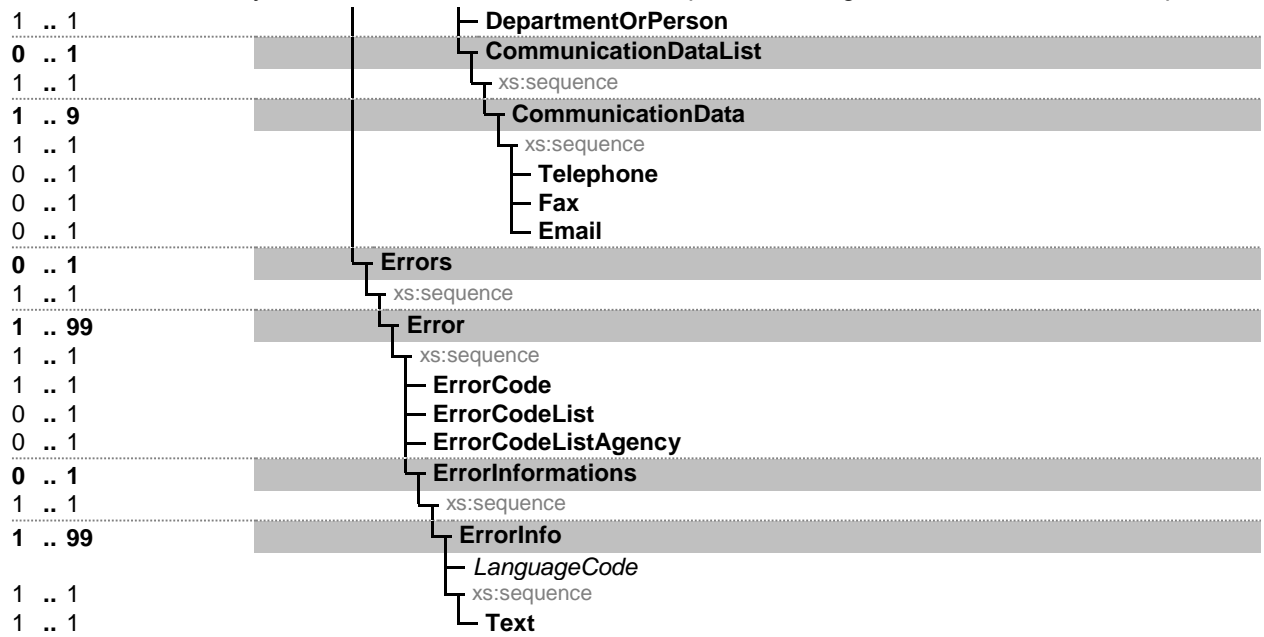 1 .. 1 DepartmentOrPerson
0 .. 1 CommunicationDataList
1 .. 1 xs:sequence
1 .. 9 CommunicationData
1 .. 1 xs:sequence
0 .. 1 Telephone
0 .. 1 Fax
0 .. 1 Email
0 .. 1 Errors
1 .. 1 xs:sequence
1 .. 99 Error
1 .. 1 xs:sequence
1 .. 1 ErrorCode
0 .. 1 ErrorCodeList
0 .. 1 ErrorCodeListAgency
0 .. 1 ErrorInformations
1 .. 1 xs:sequence
1 .. 99 ErrorInfo
LanguageCode
1 .. 1 xs:sequence
1 .. 1 Text